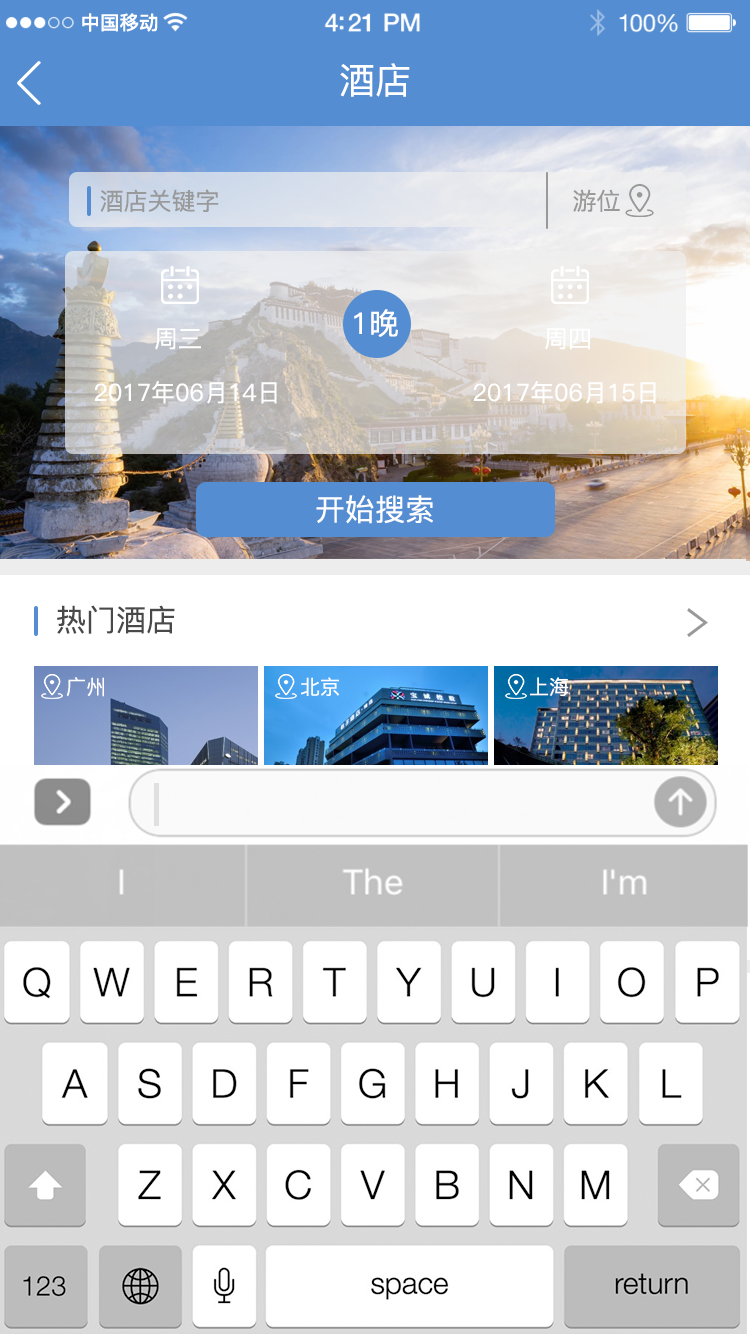 中国移动 4:21 PM 100%
酒店
酒店关键字 游位
周三 1晚 周四
2017年06月14日 2017年06月15日
开始搜索
热门酒店
广州 北京 上海
I The I'm
Q W E R T Y U I O P
A S D F G H J K L
Z X C V B N M
123 space return